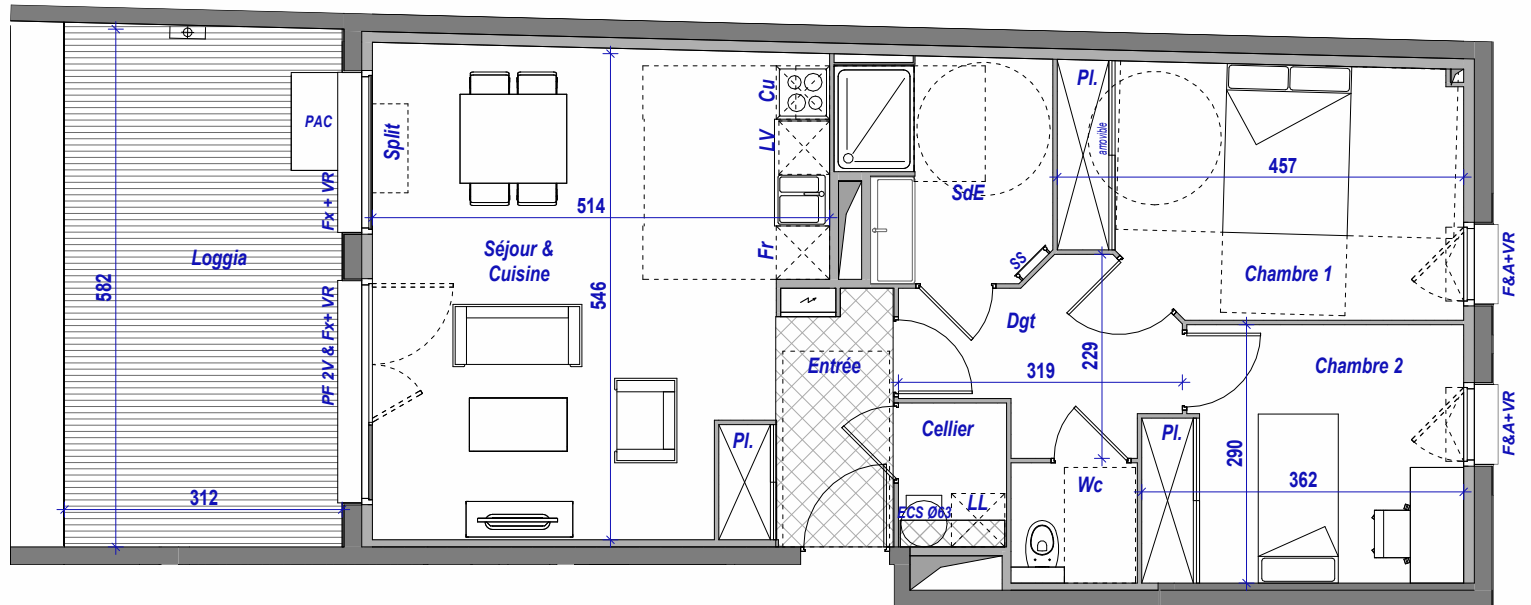 PAC
Split
Fx + VR
PF 2V & Fx+ VR
Loggia
582
312
Séjour &
Cuisine
514
546
Cu
LV
Fr
Pl.
Entrée
SdE
SS
Dgt
319
229
Cellier
ECS Ø63
LL
Wc
Pl.
amovible
457
Chambre 1
F&A+VR
Chambre 2
F&A+VR
Pl.
290
362